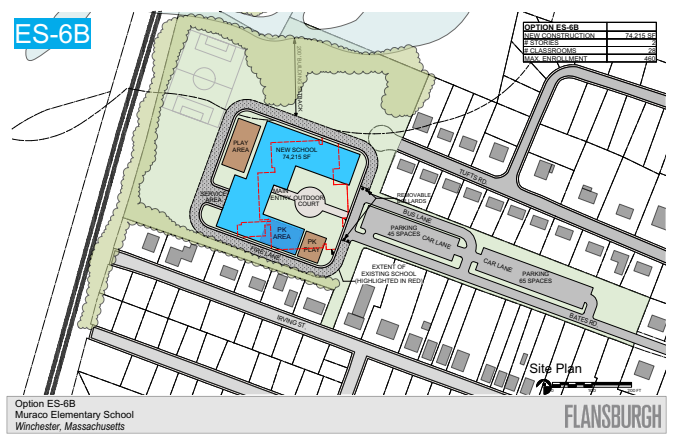 ES-6B
OPTION ES-6B
NEW CONSTRUCTION 74,215 SF
# STORIES 2
# CLASSROOMS 28
MAX. ENROLLMENT 460
200' BUILDING SETBACK
PLAY
AREA
NEW SCHOOL
74,215 SF
TUFTS RD.
SERVICE
AREA
MAIN
ENTRY
OUTDOOR
COURT
REMOVABLE
BOLLARDS
BUS LANE
PARKING
45 SPACES
CAR LANE
PK
AREA
PK
PLAY
FIRE LANE
CAR LANE
PARKING
65 SPACES
EXTENT OF
EXISTING SCHOOL
(HIGHLIGHTED IN RED)
IRVING ST
BATES RD.
Site Plan
Option ES-6B
Muraco Elementary School
Winchester, Massachusetts
FLANSBURGH